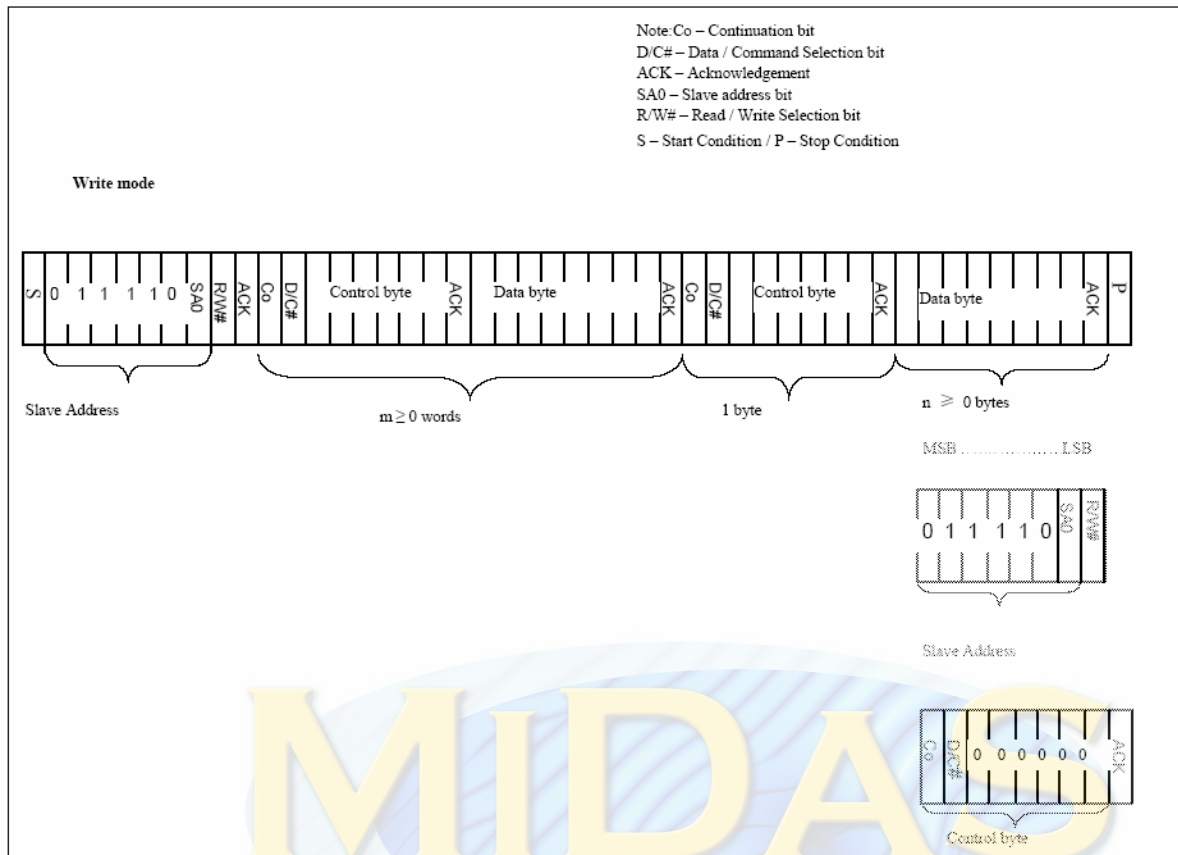 Note:Co – Continuation bit
D/C# – Data / Command Selection bit
ACK – Acknowledgement
SA0 – Slave address bit
R/W# – Read / Write Selection bit
S – Start Condition / P – Stop Condition
Write mode
S 0 1 1 1 1 0 SA0 R/W# ACK Co D/C# Control byte ACK Data byte ACK Co D/C# Control byte ACK Data byte ACK P
Slave Address
m ≥ 0 words
1 byte
n ≥ 0 bytes
MSB ....................LSB
0 1 1 1 1 0 SA0 R/W#
Slave Address
Co D/C# 0 0 0 0 0 0 ACK
Control byte
MIDAS